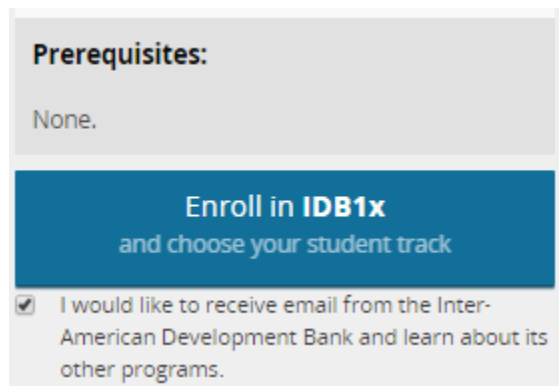 Prerequisites:
None.
Enroll in IDB1x
and choose your student track
I would like to receive email from the Inter-
American Development Bank and learn about its
other programs.